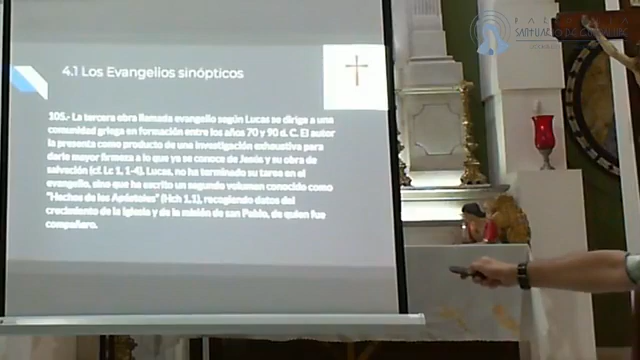 PARROQUIA
SANTUARIO DE GUADALUPE
4.1 Los Evangelios sinópticos
105.- La tercera obra llamada evangelio según Lucas se dirige a una
comunidad griega en formación entre los años 70 y 90 d. C. El autor
la presenta como producto de una investigación exhaustiva para
darle mayor firmeza a lo que ya se conoce de Jesús y su obra de
salvación (cf. Lc 1, 1-4). Lucas, no ha terminado su tarea en el
evangelio, sino que ha escrito un segundo volumen conocido como
"Hechos de los Apóstoles" (Hch 1,1), recogiendo datos del
crecimiento de la Iglesia y de la misión de san Pablo, de quien fue
compañero.